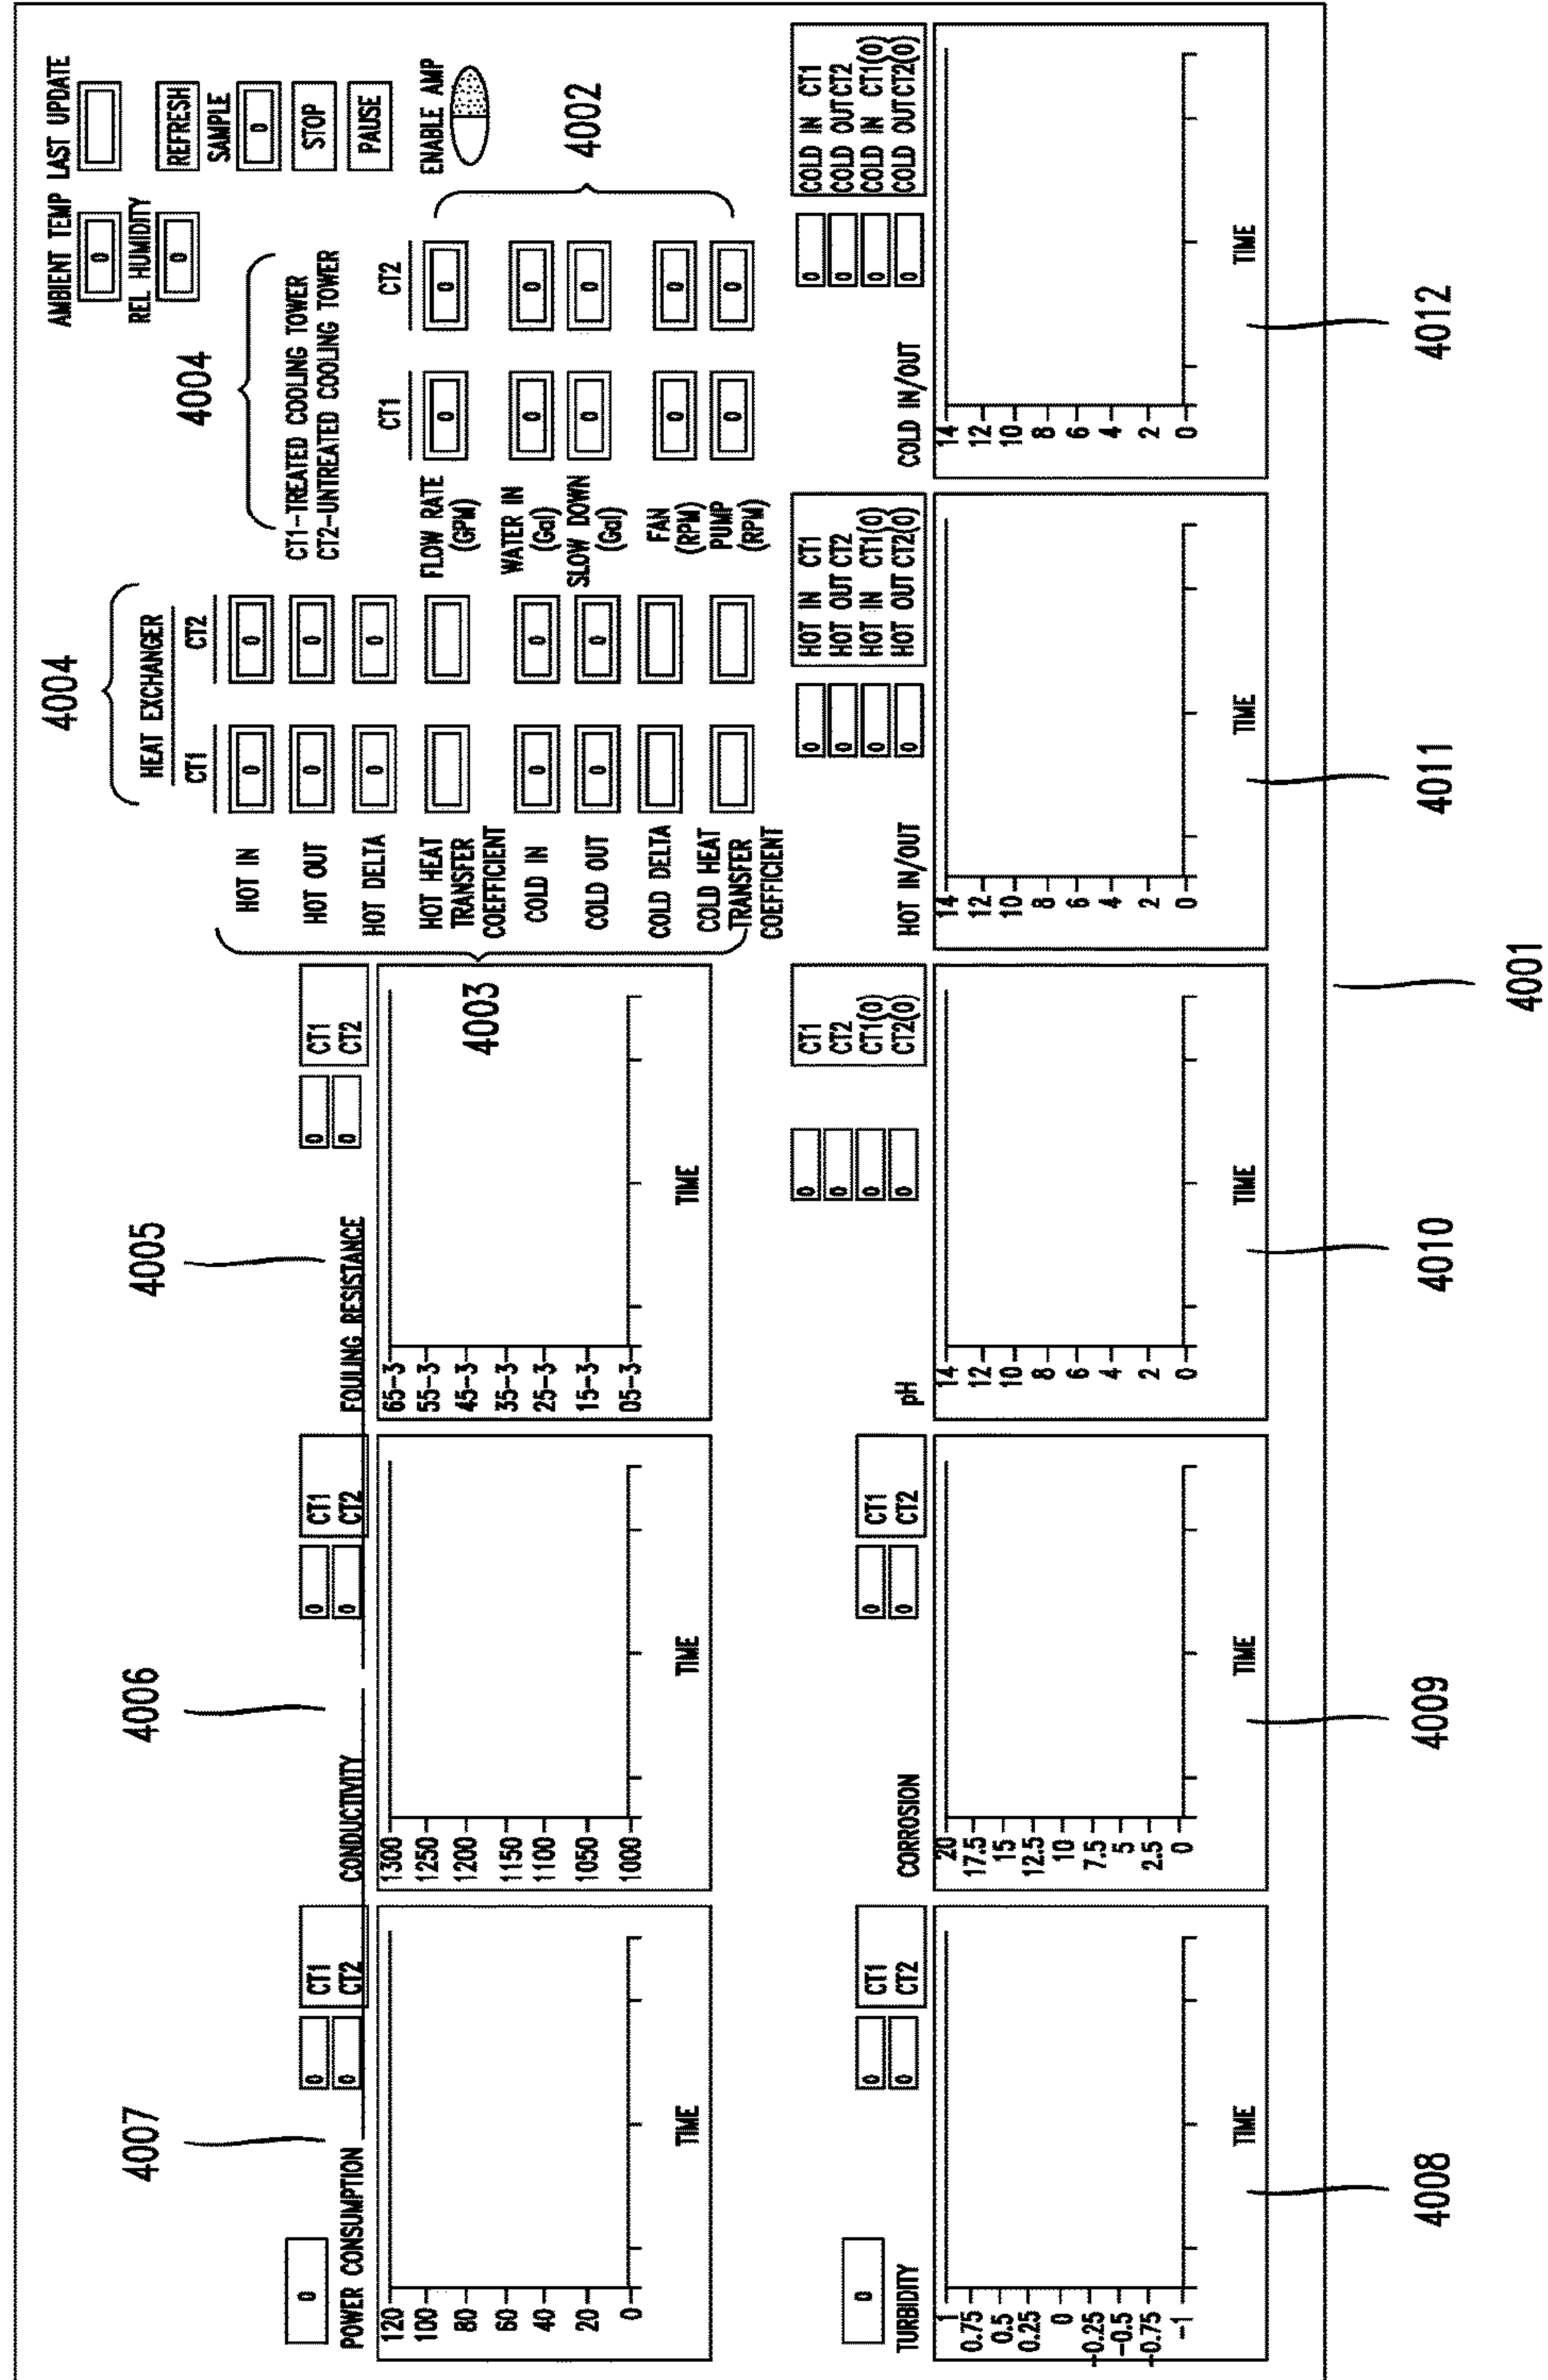 4007
4006
4005
4004
4004
AMBIENT TEMP
0
LAST UPDATE
REL HUMIDITY
0
REFRESH
SAMPLE
0
STOP
PAUSE
ENABLE AMP
0
POWER CONSUMPTION
0
0
CT1
CT2
120
100
80
60
40
20
0
TIME
CONDUCTIVITY
0
0
CT1
CT2
1300
1250
1200
1150
1100
1050
1000
TIME
FOULING RESISTANCE
0
0
CT1
CT2
65-3
55-3
45-3
35-3
25-3
15-3
05-3
TIME
4003
HEAT EXCHANGER
CT1 CT2
HOT IN 0 0
HOT OUT 0 0
HOT DELTA 0 0
HOT HEAT
TRANSFER
COEFFICIENT
COLD IN 0 0
COLD OUT 0 0
COLD DELTA
COLD HEAT
TRANSFER
COEFFICIENT
CT1-TREATED COOLING TOWER
CT2-UNTREATED COOLING TOWER
CT1 CT2
FLOW RATE
(GPM) 0 0
WATER IN
(Gal) 0 0
SLOW DOWN
(Gal) 0 0
FAN
(RPM) 0 0
PUMP
(RPM) 0 0
4002
0
TURBIDITY
0
0
CT1
CT2
1
0.75
0.5
0.25
0
-0.25
-0.5
-0.75
-1
TIME
CORROSION
0
0
CT1
CT2
20
17.5
15
12.5
10
7.5
5
2.5
0
TIME
pH
0
0
0
0
CT1
CT2
CT1(0)
CT2(0)
14
12
10
8
6
4
2
0
TIME
HOT IN/OUT
0
0
0
0
HOT IN CT1
HOT OUT CT2
HOT IN CT1(0)
HOT OUT CT2(0)
14
12
10
8
6
4
2
0
TIME
COLD IN/OUT
0
0
0
0
COLD IN CT1
COLD OUT CT2
COLD IN CT1(0)
COLD OUT CT2(0)
14
12
10
8
6
4
2
0
TIME
4008
4009
4010
4011
4012
4001